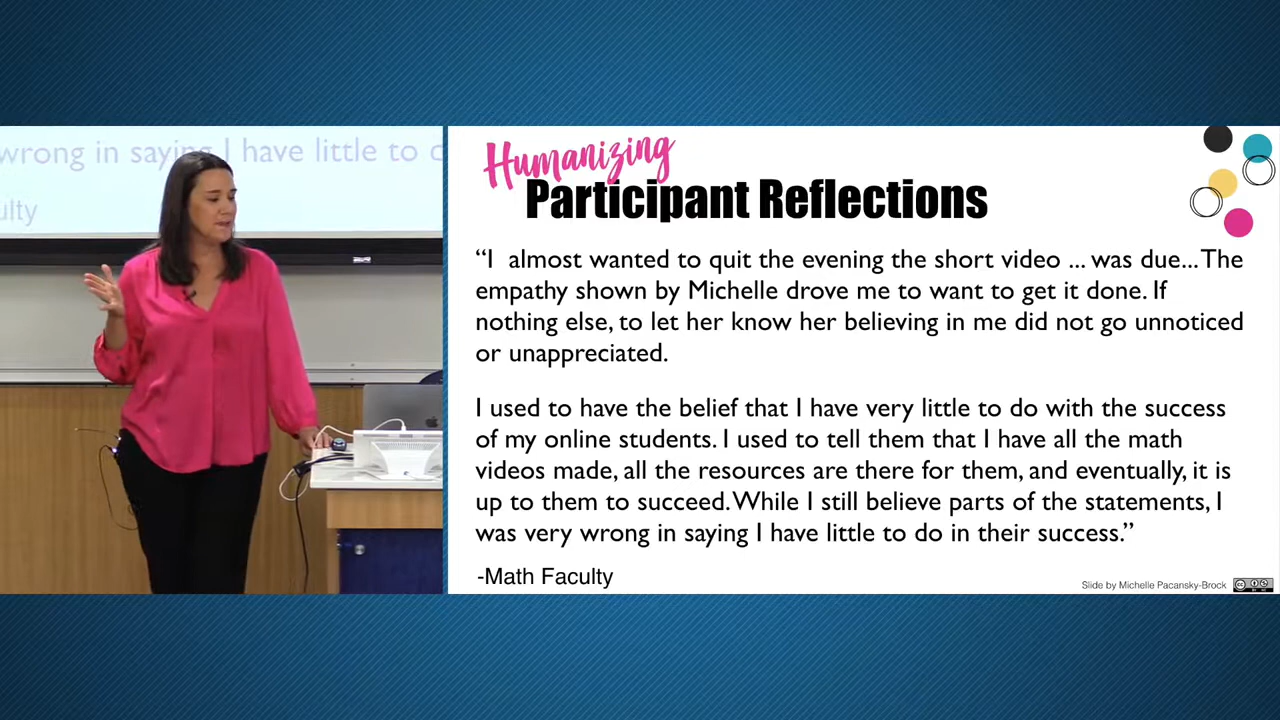 wrong in saying I have little to
ulty
Humanizing
Participant Reflections
“I almost wanted to quit the evening the short video ... was due... The
empathy shown by Michelle drove me to want to get it done. If
nothing else, to let her know her believing in me did not go unnoticed
or unappreciated.
I used to have the belief that I have very little to do with the success
of my online students. I used to tell them that I have all the math
videos made, all the resources are there for them, and eventually, it is
up to them to succeed. While I still believe parts of the statements, I
was very wrong in saying I have little to do in their success.”
-Math Faculty
Slide by Michelle Pacansky-Brock